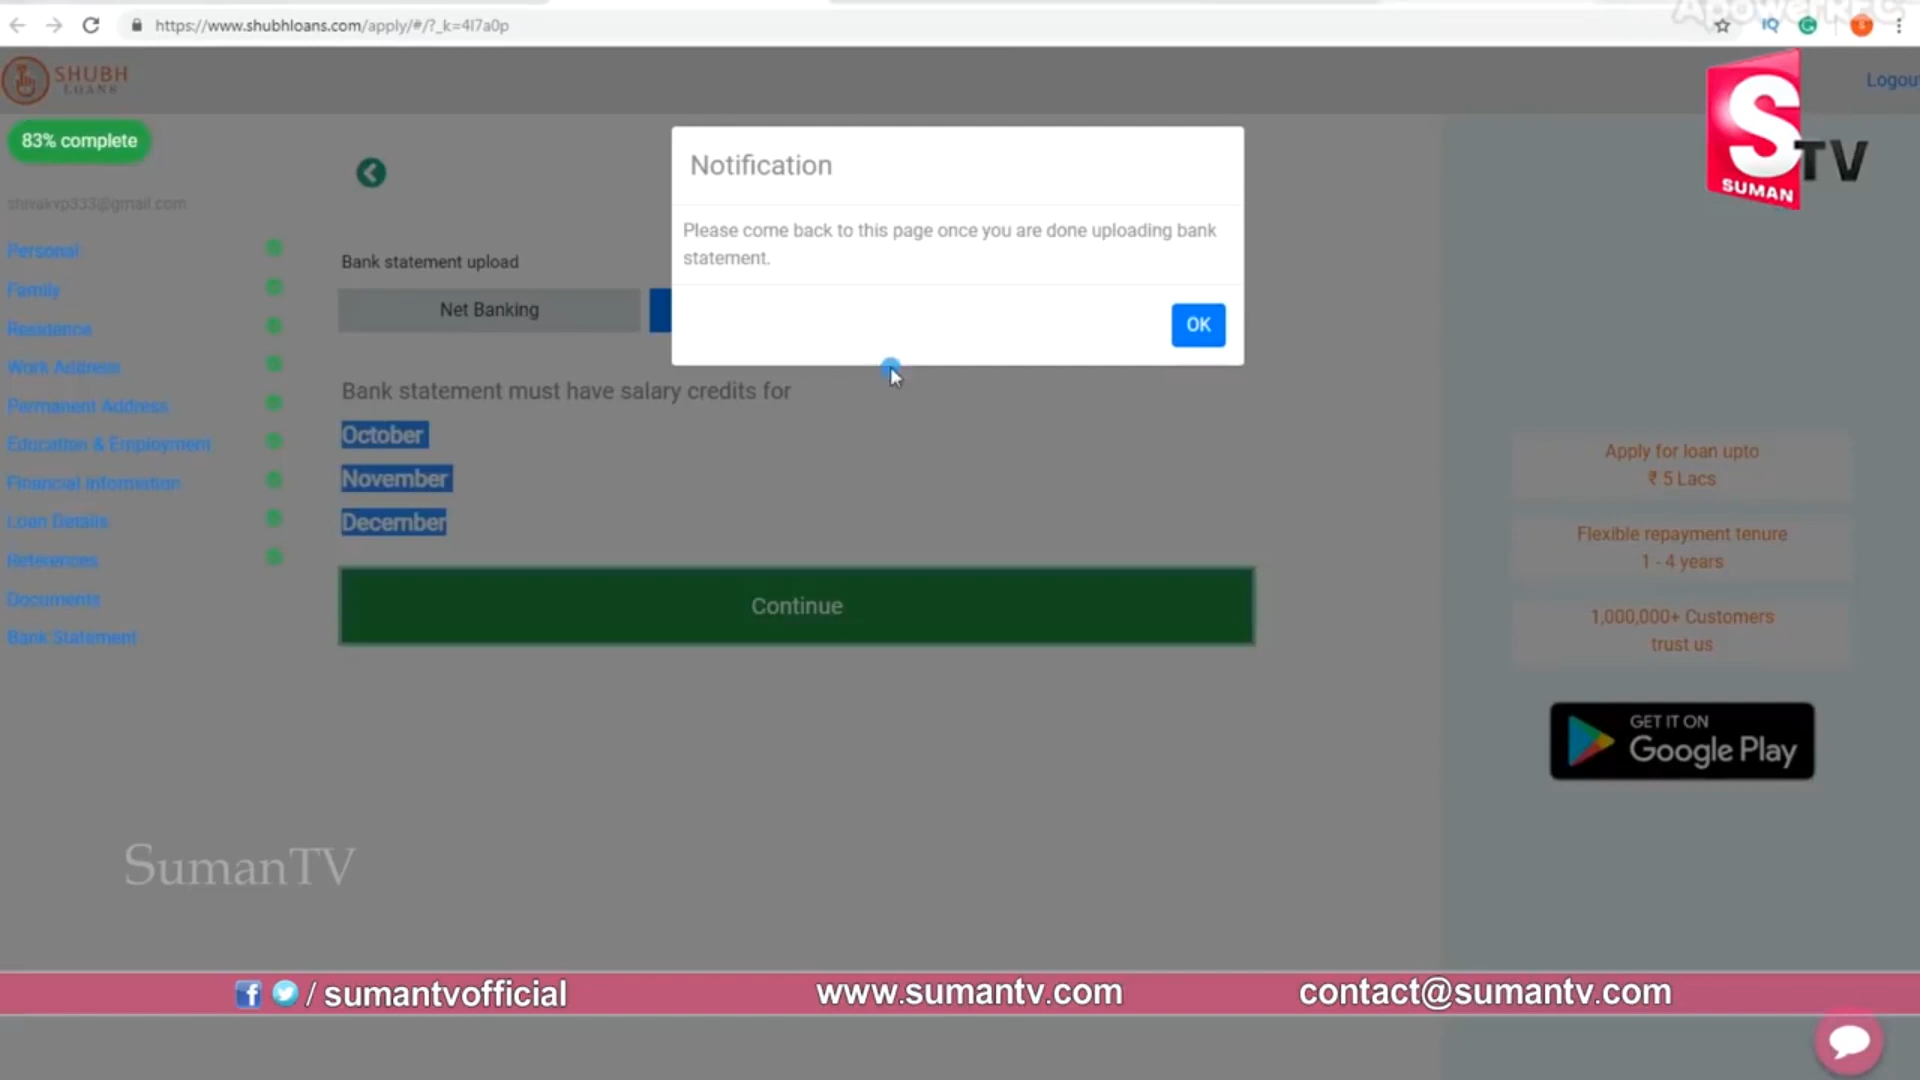 https://www.shubhloans.com/apply/#/?_k=4l7a0p
SHUBH
LOANS
Logout
SUMAN
TV
83% complete
shivakvp333@gmail.com
Personal
Family
Residence
Work Address
Permanent Address
Education & Employment
Financial Information
Loan Details
References
Documents
Bank Statement
Bank statement upload
Net Banking
Notification
Please come back to this page once you are done uploading bank
statement.
OK
Bank statement must have salary credits for
October
November
December
Continue
Apply for loan upto
₹ 5 Lacs
Flexible repayment tenure
1 - 4 years
1,000,000+ Customers
trust us
GET IT ON
Google Play
SumanTV
/ sumantvofficial
www.sumantv.com
contact@sumantv.com